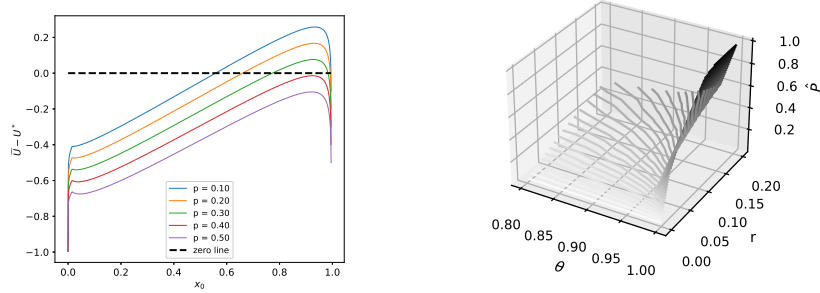 0.2
0.0
−0.2
−0.4
−0.6
−0.8
−1.0
Ū − U*
p = 0.10
p = 0.20
p = 0.30
p = 0.40
p = 0.50
zero line
0.0 0.2 0.4 0.6 0.8 1.0
x₀
1.0
0.8
0.6
0.4
0.2
P̂
0.80
0.85
0.90
0.95
1.00
θ
0.20
0.15
0.10
0.05
0.00
r